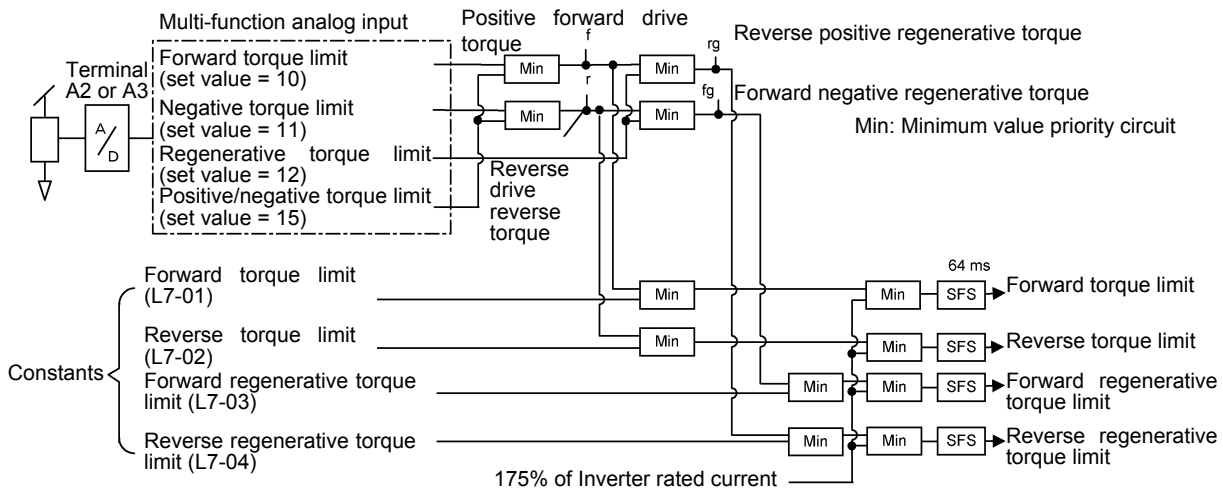 Multi-function analog input
Positive forward drive
torque
f
rg
Reverse positive regenerative torque
Terminal
A2 or A3
A/D
Forward torque limit
(set value = 10)
Min
Min
r
fg
Forward negative regenerative torque
Negative torque limit
(set value = 11)
Min
Min
Min: Minimum value priority circuit
Regenerative torque limit
(set value = 12)
Positive/negative torque limit
(set value = 15)
Reverse
drive
reverse
torque
64 ms
Forward torque limit
(L7-01)
Min
Min
SFS
Forward torque limit
Reverse torque limit
(L7-02)
Min
Min
SFS
Reverse torque limit
Constants
Forward regenerative torque
limit (L7-03)
Min
Min
SFS
Forward regenerative
torque limit
Reverse regenerative torque
limit (L7-04)
Min
Min
SFS
Reverse regenerative
torque limit
175% of Inverter rated current